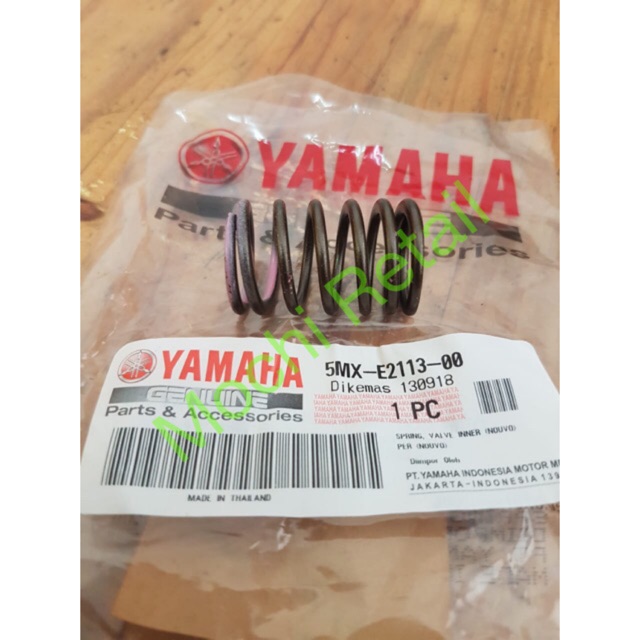 YAMAHA
Parts & Accessories
Mochi Retail
YAMAHA
GENUINE
Parts & Accessories
5MX-E2113-00
Dikemas 130918
1 PC
SPRING, VALVE INNER (NOUVO)
PER (NOUVO)
PT. YAMAHA INDONESIA MOTOR
JAKARTA-INDONESIA
MADE IN THAILAND